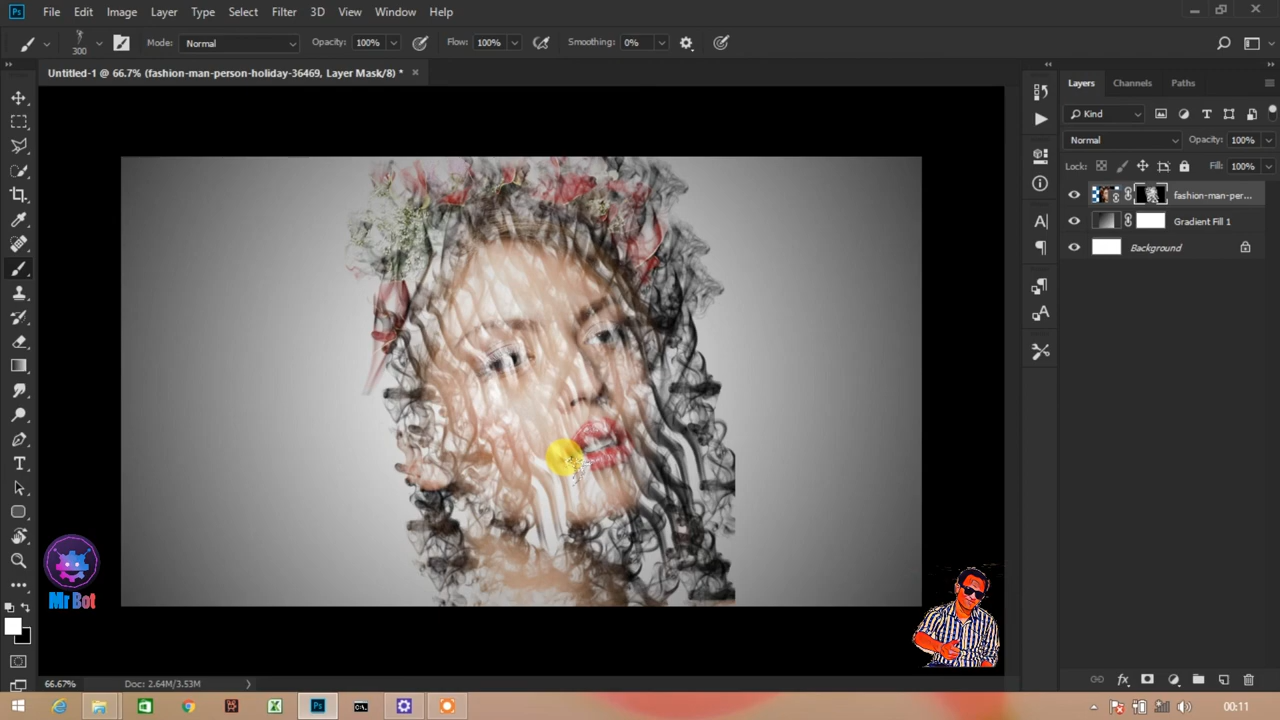 Ps File Edit Image Layer Type Select Filter 3D View Window Help
300 Mode: Normal Opacity: 100% Flow: 100% Smoothing: 0%
Untitled-1 @ 66.7% (fashion-man-person-holiday-36469, Layer Mask/8) * ×
Layers Channels Paths
Kind
Normal Opacity: 100%
Lock: Fill: 100%
fashion-man-per...
Gradient Fill 1
Background
Mr Bot
66.67% Doc: 2.64M/3.53M
Ps 00:11